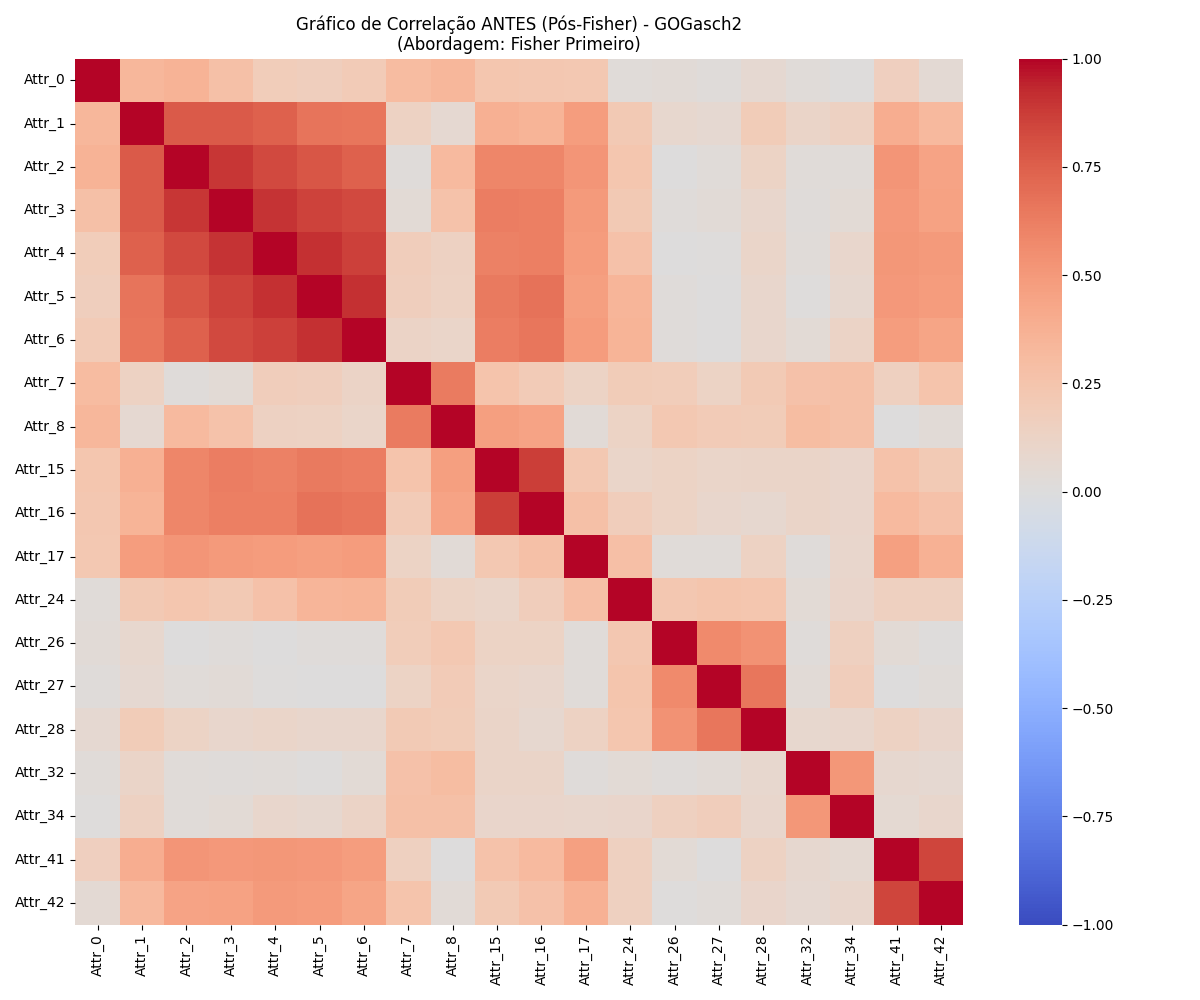 Gráfico de Correlação ANTES (Pós-Fisher) - GOGasch2
(Abordagem: Fisher Primeiro)
Attr_0
Attr_1
Attr_2
Attr_3
Attr_4
Attr_5
Attr_6
Attr_7
Attr_8
Attr_15
Attr_16
Attr_17
Attr_24
Attr_26
Attr_27
Attr_28
Attr_32
Attr_34
Attr_41
Attr_42
Attr_0
Attr_1
Attr_2
Attr_3
Attr_4
Attr_5
Attr_6
Attr_7
Attr_8
Attr_15
Attr_16
Attr_17
Attr_24
Attr_26
Attr_27
Attr_28
Attr_32
Attr_34
Attr_41
Attr_42
1.00
0.75
0.50
0.25
0.00
−0.25
−0.50
−0.75
−1.00